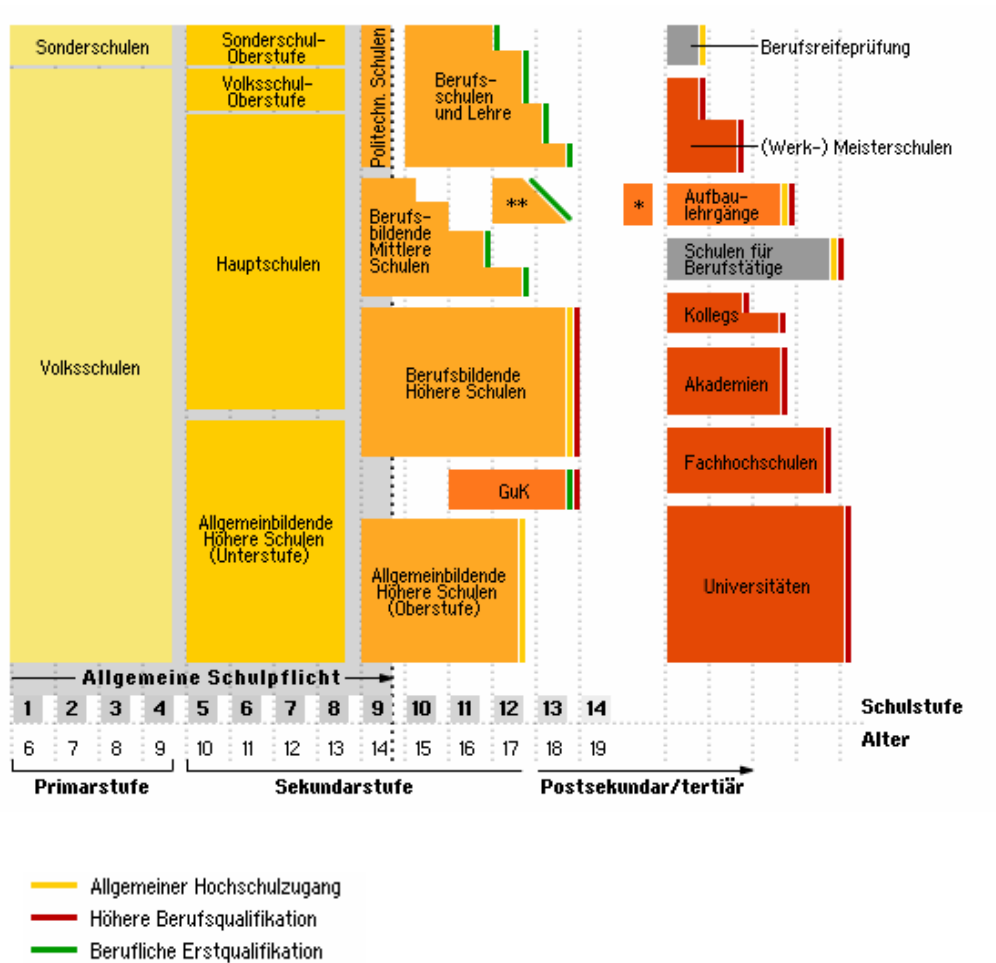 Sonderschulen
Sonderschul-
Oberstufe
Volksschul-
Oberstufe
Politechn. Schulen
Berufs-
schulen
und Lehre
Berufsreifeprüfung
(Werk-) Meisterschulen
Volksschulen
Hauptschulen
Berufs-
bildende
Mittlere
Schulen
**
*
Aufbau-
lehrgänge
Schulen für
Berufstätige
Kollegs
Berufsbildende
Höhere Schulen
Akademien
GuK
Fachhochschulen
Allgemeinbildende
Höhere Schulen
(Unterstufe)
Allgemeinbildende
Höhere Schulen
(Oberstufe)
Universitäten
Allgemeine Schulpflicht
1 2 3 4 5 6 7 8 9 10 11 12 13 14 Schulstufe
6 7 8 9 10 11 12 13 14 15 16 17 18 19 Alter
Primarstufe Sekundarstufe Postsekundar/tertiär
Allgemeiner Hochschulzugang
Höhere Berufsqualifikation
Berufliche Erstqualifikation